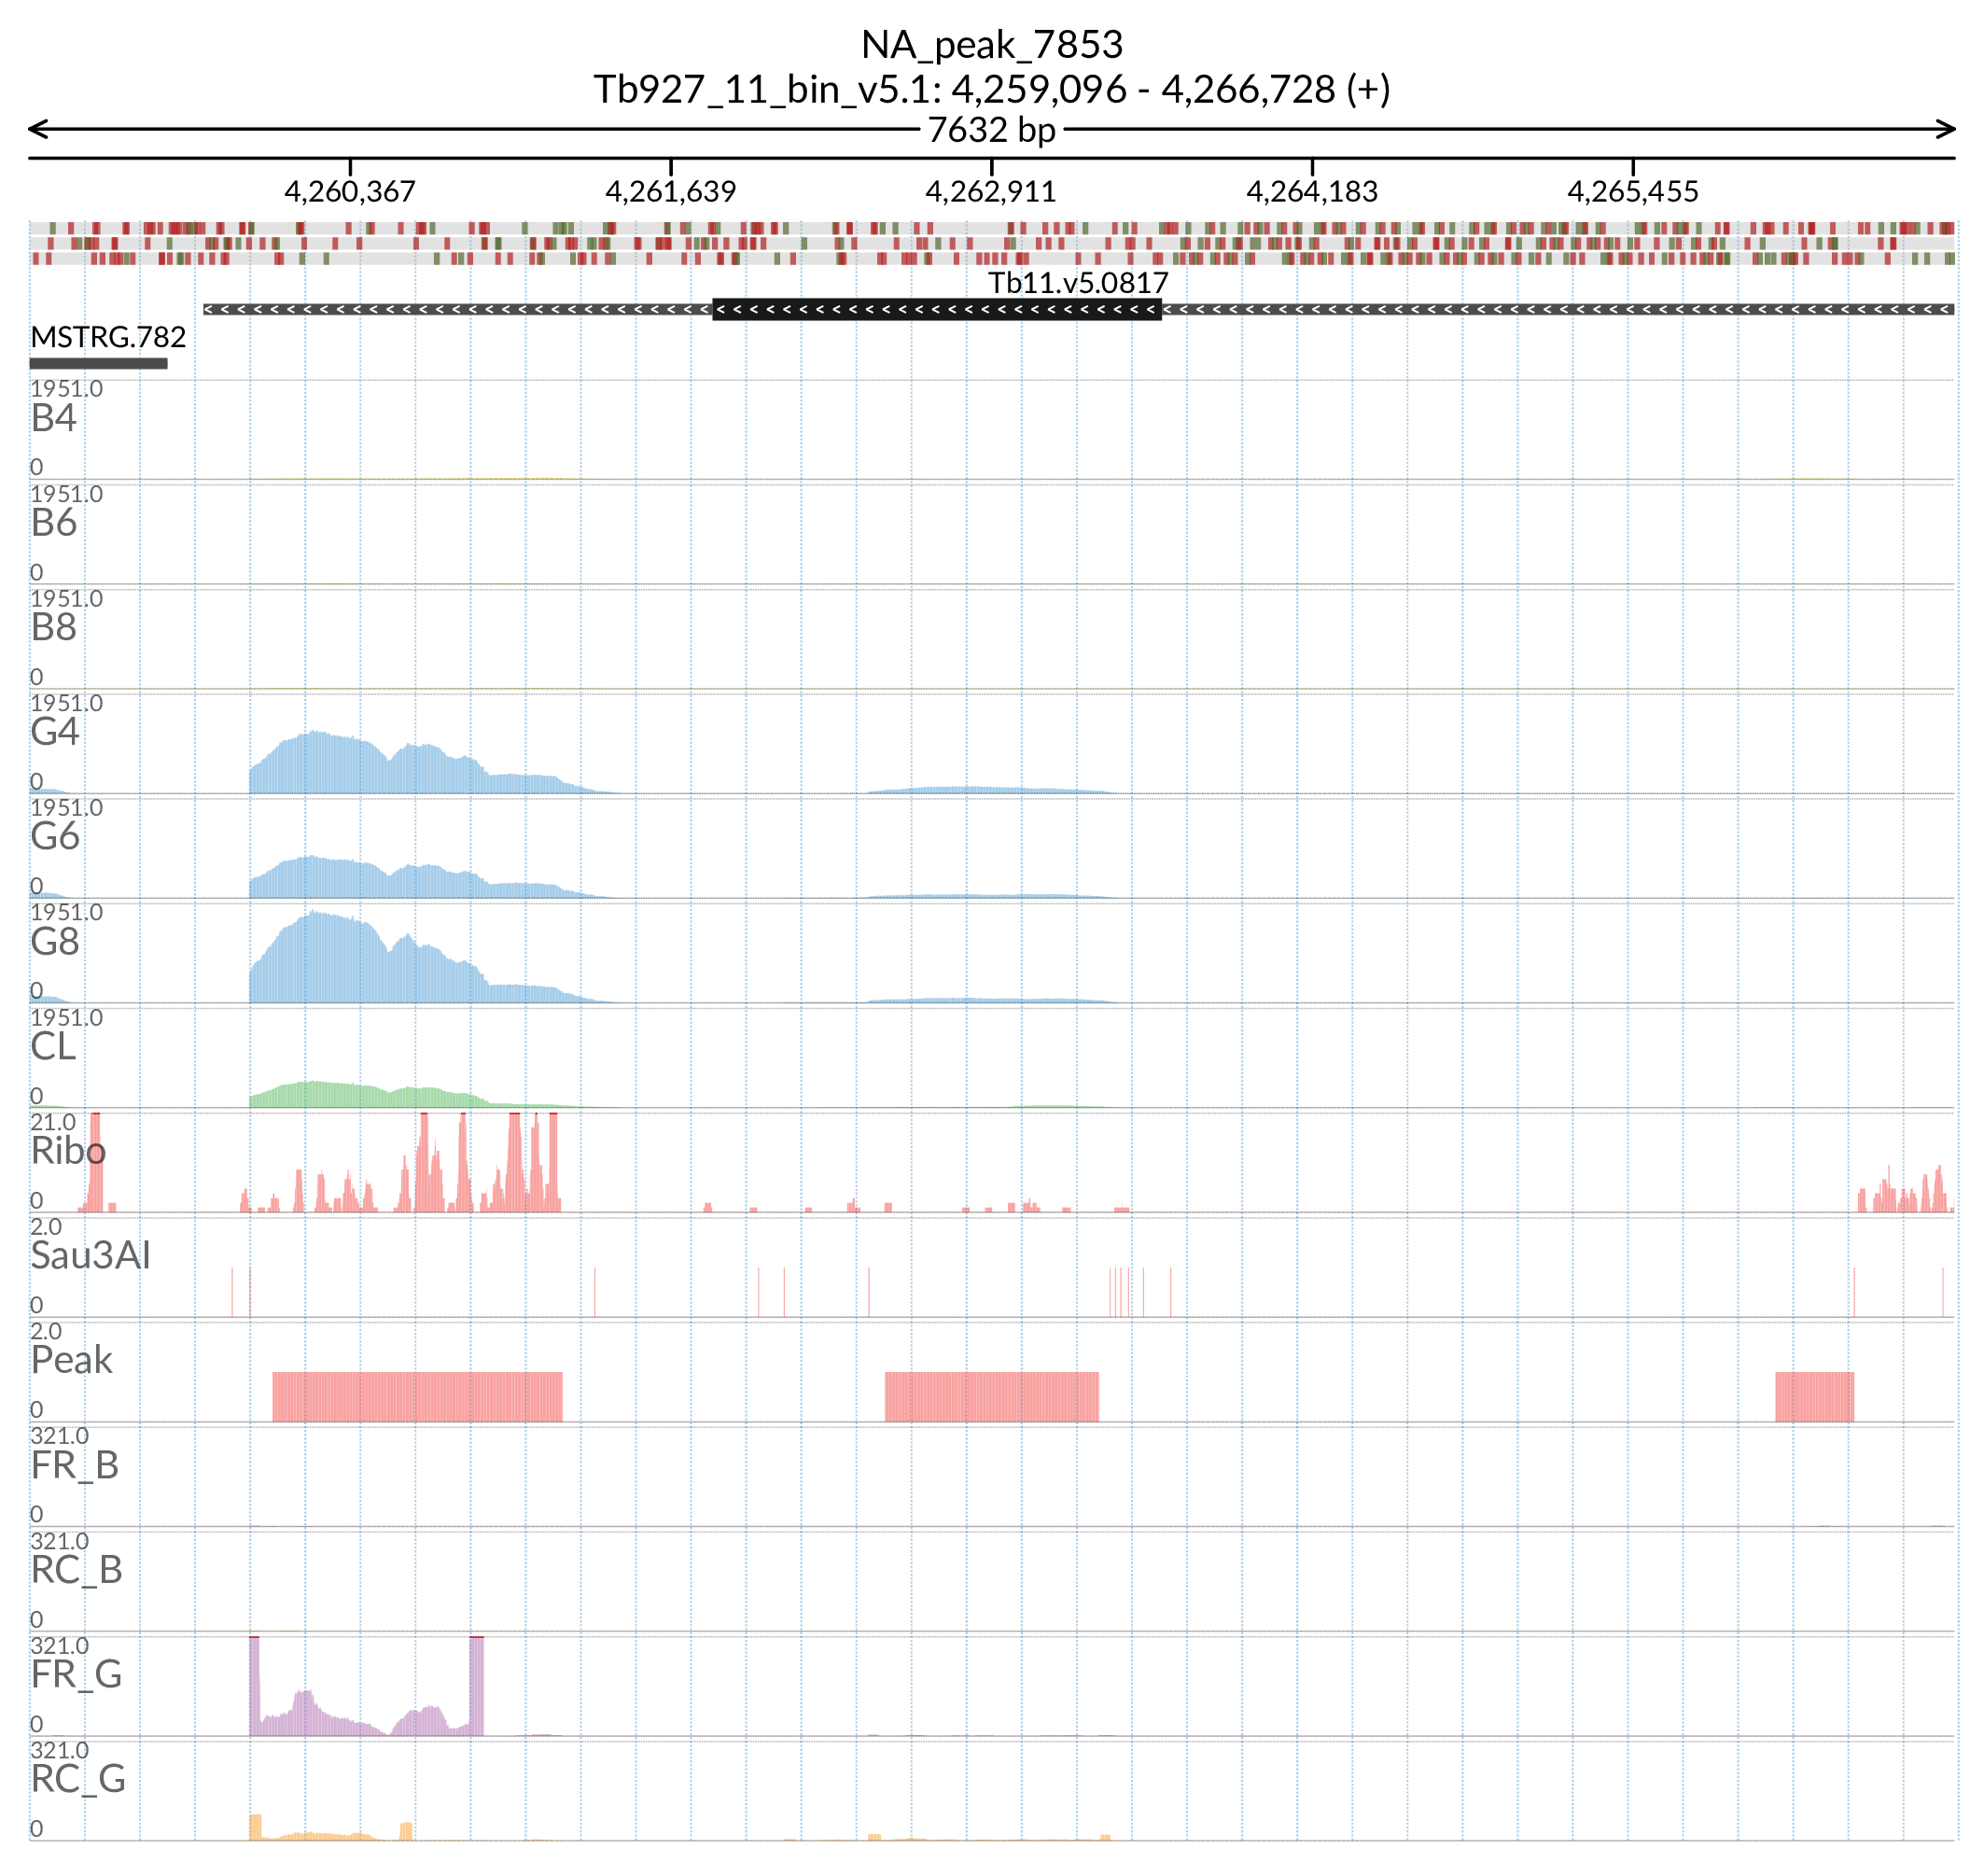 NA_peak_7853
Tb927_11_bin_v5.1: 4,259,096 - 4,266,728 (+)
7632 bp
4,260,367 4,261,639 4,262,911 4,264,183 4,265,455
Tb11.v5.0817
MSTRG.782
1951.0
B4
0
1951.0
B6
0
1951.0
B8
0
1951.0
G4
0
1951.0
G6
0
1951.0
G8
0
1951.0
CL
0
21.0
Ribo
0
2.0
Sau3AI
0
2.0
Peak
0
321.0
FR_B
0
321.0
RC_B
0
321.0
FR_G
0
321.0
RC_G
0